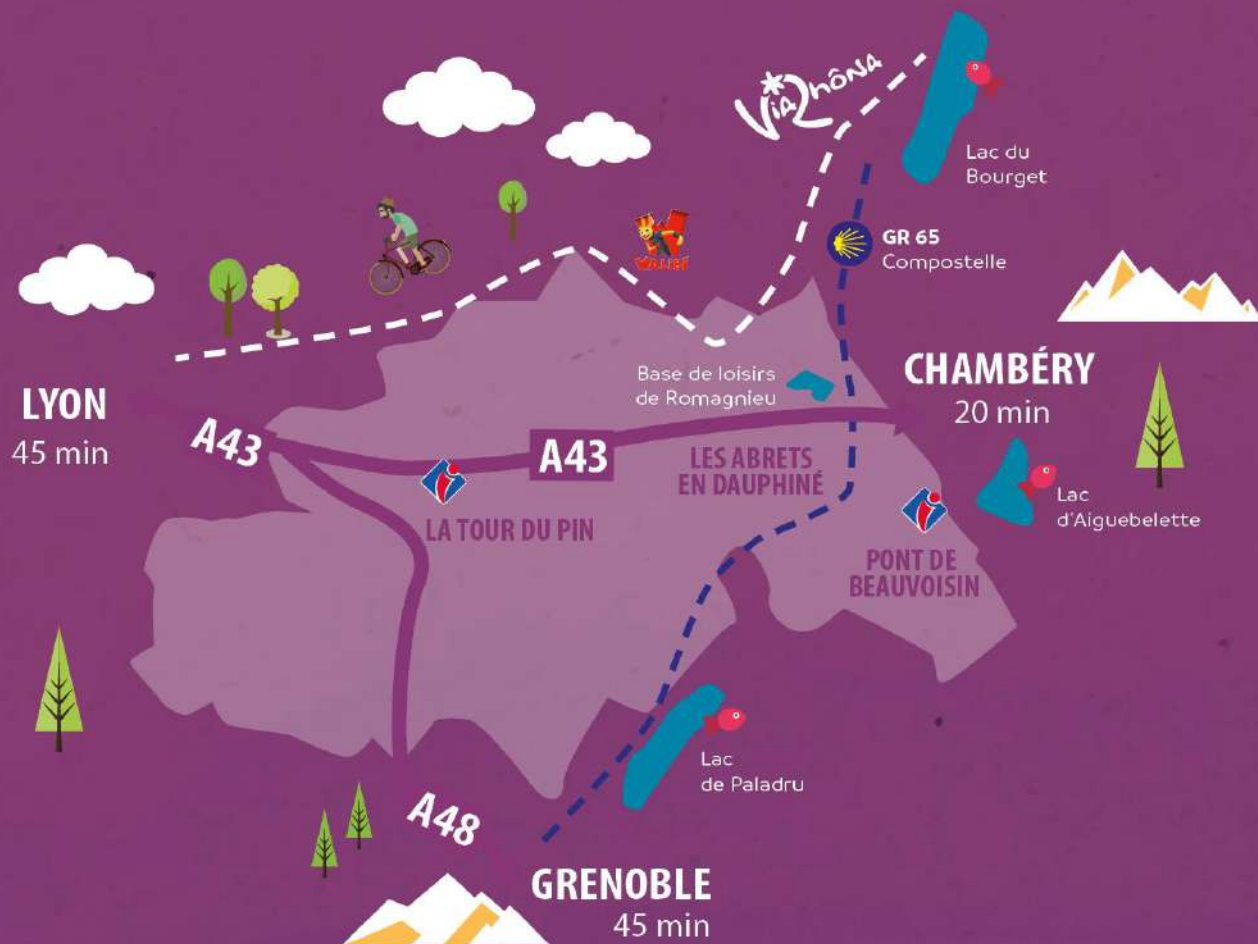 ViaRhôna
Lac du
Bourget
WALIBI
GR 65
Compostelle
LYON
45 min
A43
Base de loisirs
de Romagnieu
CHAMBÉRY
20 min
A43
LES ABRETS
EN DAUPHINÉ
LA TOUR DU PIN
Lac
d'Aiguebelette
PONT DE
BEAUVOISIN
Lac
de Paladru
A48
GRENOBLE
45 min